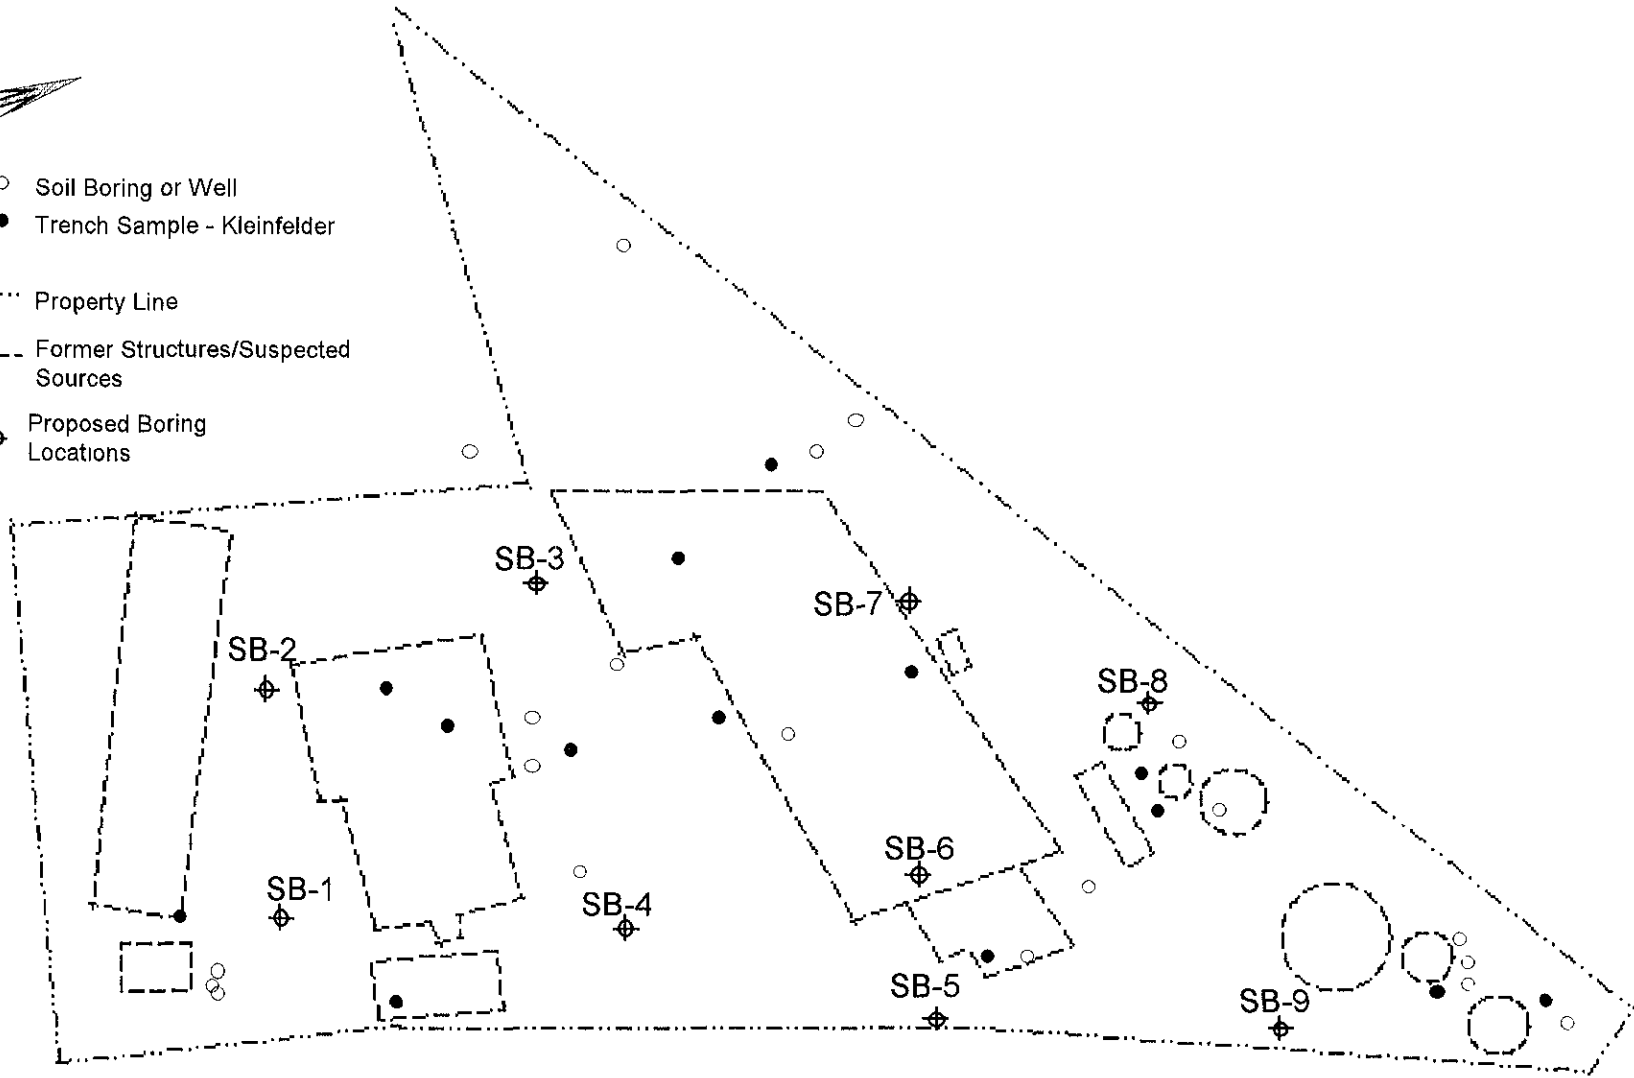 Soil Boring or Well
Trench Sample - Kleinfelder
Property Line
Former Structures/Suspected
Sources
Proposed Boring
Locations
SB-3
SB-7
SB-2
SB-8
SB-6
SB-1
SB-4
SB-5
SB-9